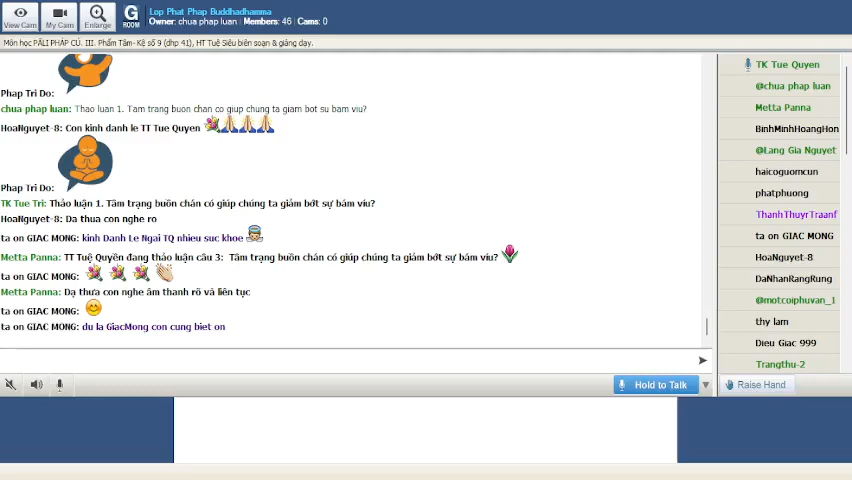 View Cam
My Cam
Enlarge
G
ROOM
Lop Phat Phap Buddhadhamma
Owner: chua phap luan | Members: 46 | Cams: 0
Môn học PĀLI PHÁP CÚ. III. Phẩm Tâm- Kệ số 9 (dhp 41), HT Tuệ Siêu biên soạn & giảng dạy.
Phap Tri Do:
chua phap luan: Thao luan 1. Tam trang buon chan co giup chung ta giam bot su bam viu?
HoaNguyet-8: Con kinh danh le TT Tue Quyen
Phap Tri Do:
TK Tue Tri: Thảo luận 1. Tâm trạng buồn chán có giúp chúng ta giảm bớt sự bám víu?
HoaNguyet-8: Da thua con nghe ro
ta on GIAC MONG: kinh Danh Le Ngai TQ nhieu suc khoe
Metta Panna: TT Tuệ Quyền đang thảo luận câu 3: Tâm trạng buồn chán có giúp chúng ta giảm bớt sự bám víu?
ta on GIAC MONG:
Metta Panna: Dạ thưa con nghe âm thanh rõ và liên tục
ta on GIAC MONG:
ta on GIAC MONG: du la GiacMong con cung biet on
Hold to Talk
TK Tue Quyen
@chua phap luan
Metta Panna
BinhMinhHoangHon
@Lang Gia Nguyet
haicoguomcun
phatphuong
ThanhThuyrTraanf
ta on GIAC MONG
HoaNguyet-8
DaNhanRangRung
@motcoiphuvan_1
thy lam
Dieu Giac 999
Trangthu-2
Raise Hand